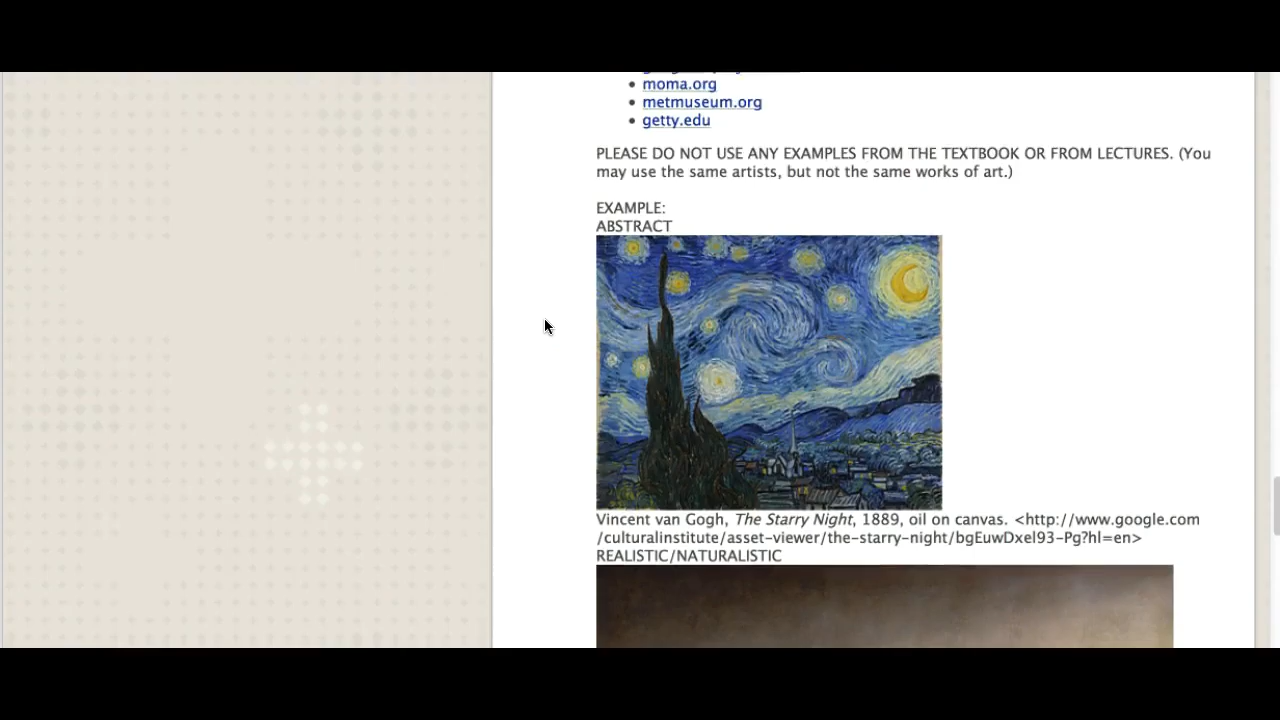 moma.org
metmuseum.org
getty.edu
PLEASE DO NOT USE ANY EXAMPLES FROM THE TEXTBOOK OR FROM LECTURES. (You
may use the same artists, but not the same works of art.)
EXAMPLE:
ABSTRACT
Vincent van Gogh, The Starry Night, 1889, oil on canvas. <http://www.google.com
/culturalinstitute/asset-viewer/the-starry-night/bgEuwDxel93-Pg?hl=en>
REALISTIC/NATURALISTIC